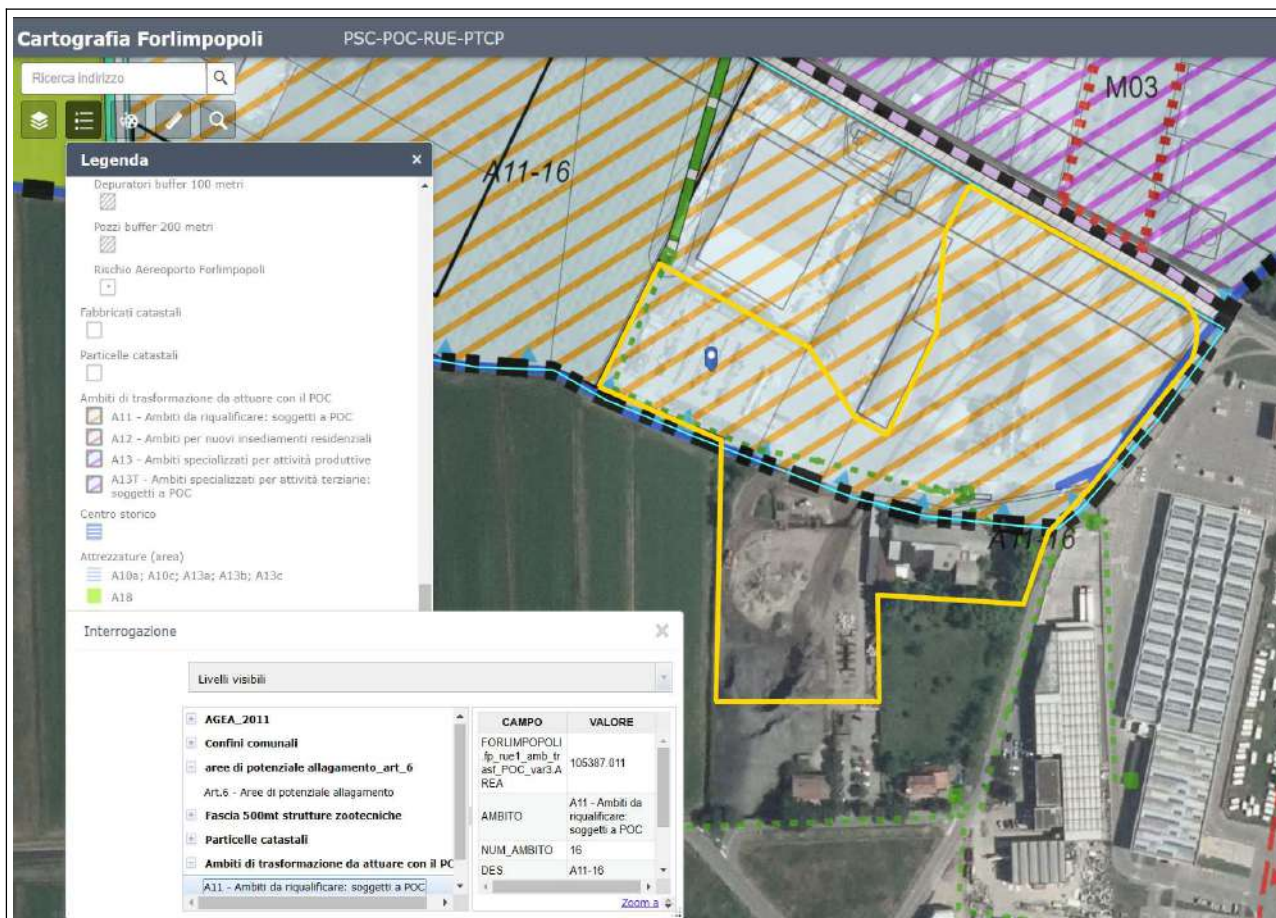 Cartografia Forlimpopoli PSC-POC-RUE-PTCP
Ricerca indirizzo
M03
A11-16
Legenda ×
Depuratori buffer 100 metri
Pozzi buffer 200 metri
Rischio Aereoporto Forlimpopoli
Fabbricati catastali
Particelle catastali
Ambiti di trasformazione da attuare con il POC
A11 - Ambiti da riqualificare: soggetti a POC
A12 - Ambiti per nuovi insediamenti residenziali
A13 - Ambiti specializzati per attività produttive
A13T - Ambiti specializzati per attività terziarie:
soggetti a POC
Centro storico
Attrezzature (area)
A10a; A10c; A13a; A13b; A13c
A18
A11-16
Interrogazione
Livelli visibili
AGEA_2011
Confini comunali
aree di potenziale allagamento_art_6
Art.6 - Aree di potenziale allagamento
Fascia 500mt strutture zootecniche
Particelle catastali
Ambiti di trasformazione da attuare con il PC
A11 - Ambiti da riqualificare: soggetti a POC
CAMPO VALORE
FORLIMPOPOLI
.fp_rue1_amb_tr
asf_POC_var3.A
REA
105387.011
AMBITO
A11 - Ambiti da
riqualificare:
soggetti a POC
NUM_AMBITO 16
DES A11-16
Zoom a